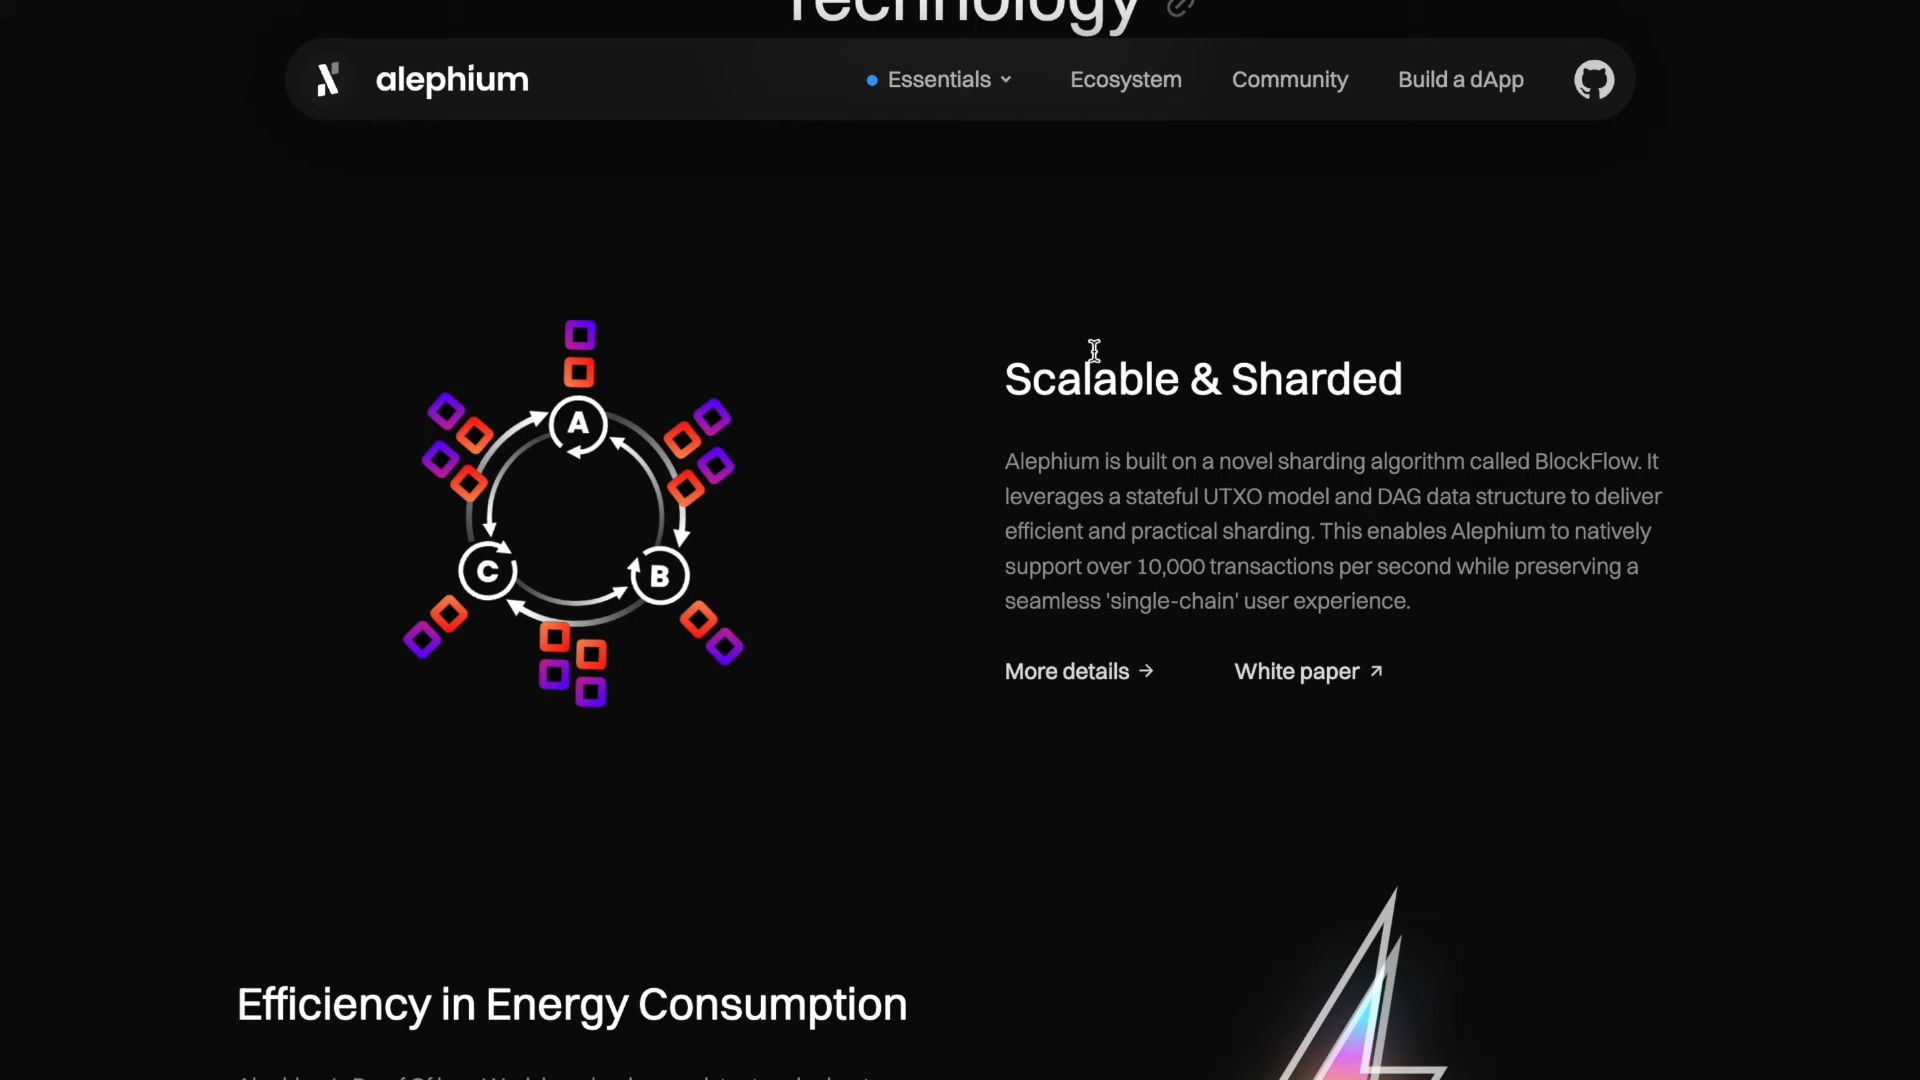 Technology
alephium
Essentials
Ecosystem
Community
Build a dApp
A
C
B
Scalable & Sharded
Alephium is built on a novel sharding algorithm called BlockFlow. It
leverages a stateful UTXO model and DAG data structure to deliver
efficient and practical sharding. This enables Alephium to natively
support over 10,000 transactions per second while preserving a
seamless 'single-chain' user experience.
More details →
White paper ↗
Efficiency in Energy Consumption